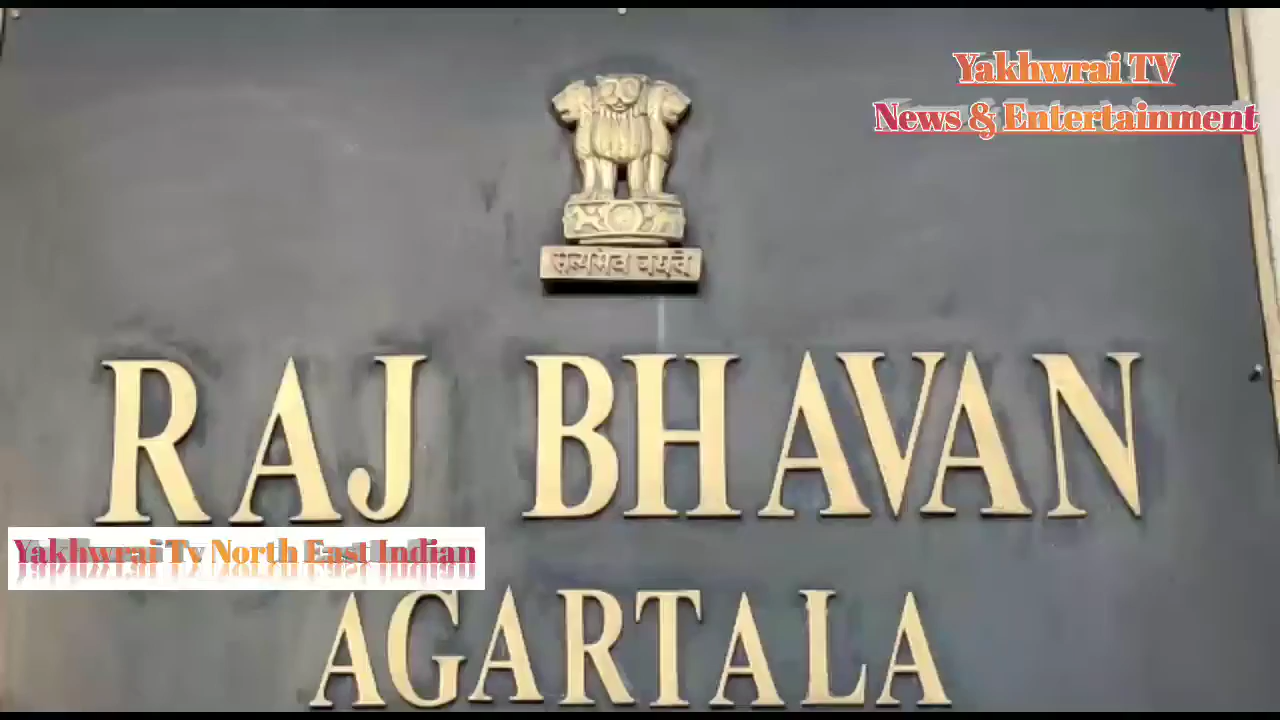 Yakhwrai TV
News & Entertainment
सत्यमेव जयते
RAJ BHAVAN
Yakhwrai Tv North East Indian
AGARTALA